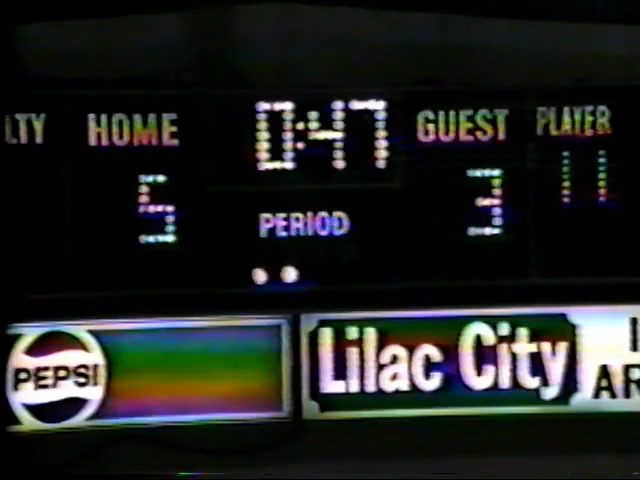 LTY HOME 0:47 GUEST PLAYER
5 3 11
PERIOD
PEPSI Lilac City I
AR